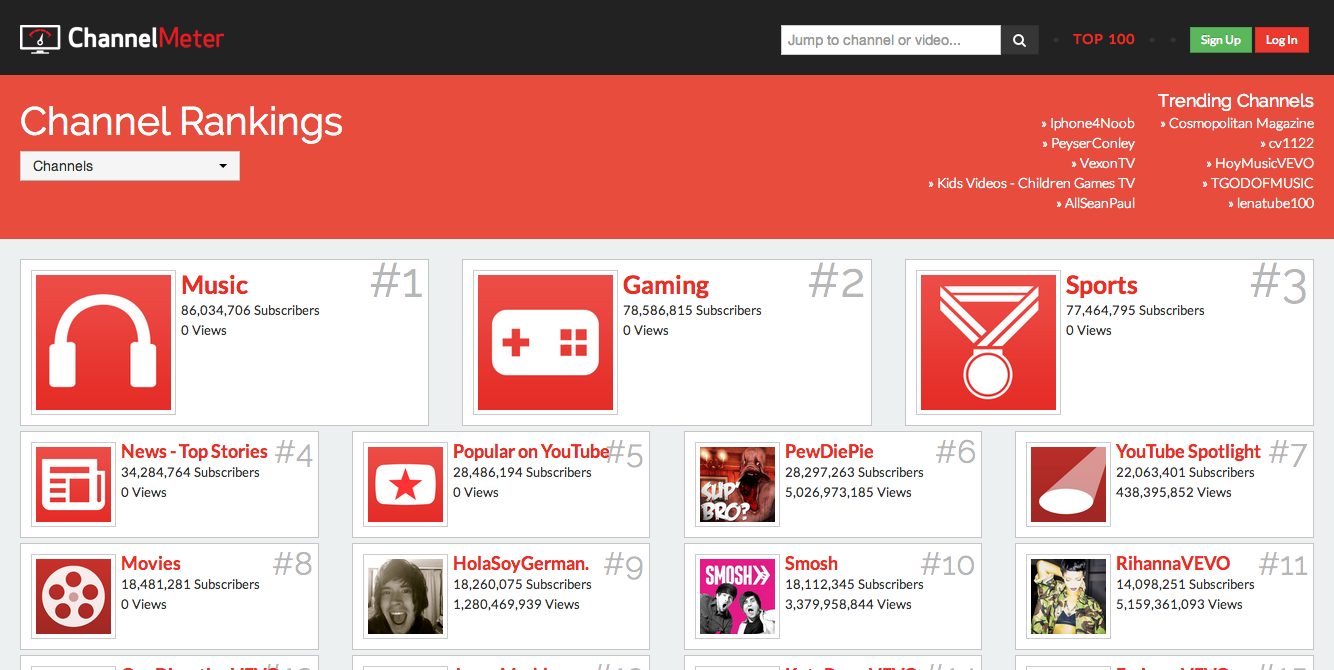 ChannelMeter
Jump to channel or video...
TOP 100
Sign Up
Log In
Channel Rankings
Channels
Trending Channels
» Iphone4Noob
» Cosmopolitan Magazine
» PeyserConley
» cv1122
» VexonTV
» HoyMusicVEVO
» Kids Videos - Children Games TV
» TGODOFMUSIC
» AllSeanPaul
» lenatube100
Music
#1
86,034,706 Subscribers
0 Views
Gaming
#2
78,586,815 Subscribers
0 Views
Sports
#3
77,464,795 Subscribers
0 Views
News - Top Stories
#4
34,284,764 Subscribers
0 Views
Popular on YouTube
#5
28,486,194 Subscribers
0 Views
SUP'
BRO?
PewDiePie
#6
28,297,263 Subscribers
5,026,973,185 Views
YouTube Spotlight
#7
22,063,401 Subscribers
438,395,852 Views
Movies
#8
18,481,281 Subscribers
0 Views
HolaSoyGerman.
#9
18,260,075 Subscribers
1,280,469,939 Views
SMOSH
Smosh
#10
18,112,345 Subscribers
3,379,958,844 Views
RihannaVEVO
#11
14,098,251 Subscribers
5,159,361,093 Views